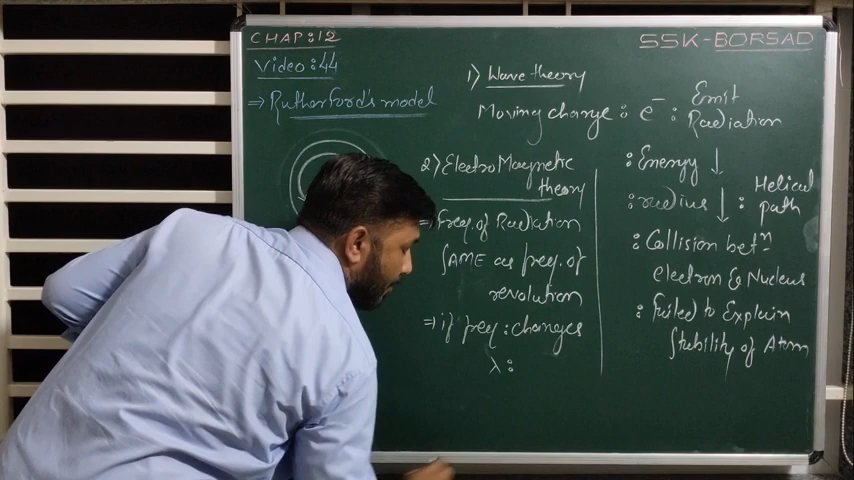 CHAP:12
SSK-BORSAD
Video:44
⇒ Rutherford's model
1) Wave theory
Moving charge : e⁻ : Emit
Radiation
2) ElectroMagnetic
theory
⇒ Freq. of Radiation
SAME as freq. of
revolution
⇒ if freq : changes
λ :
: Energy ↓
: radius ↓ : Helical
path
: Collision betⁿ
electron & Nucleus
: Failed to Explain
Stability of Atom